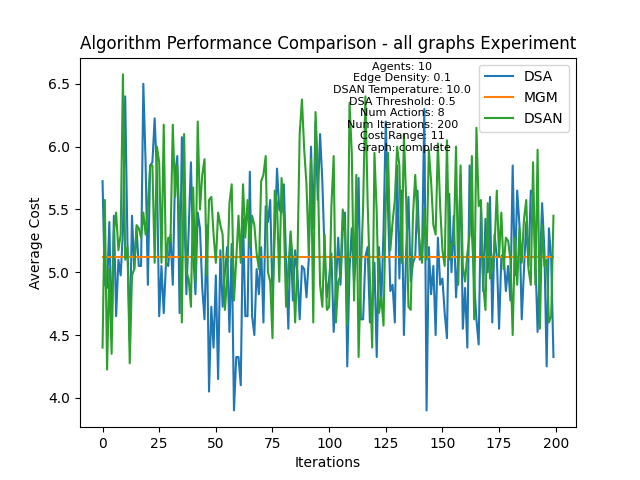 Algorithm Performance Comparison - all graphs Experiment
Agents: 10
Edge Density: 0.1
DSAN Temperature: 10.0
DSA Threshold: 0.5
Num Actions: 8
Num Iterations: 200
Cost Range: 11
Graph: complete
DSA
MGM
DSAN
Average Cost
6.5
6.0
5.5
5.0
4.5
4.0
0 25 50 75 100 125 150 175 200
Iterations